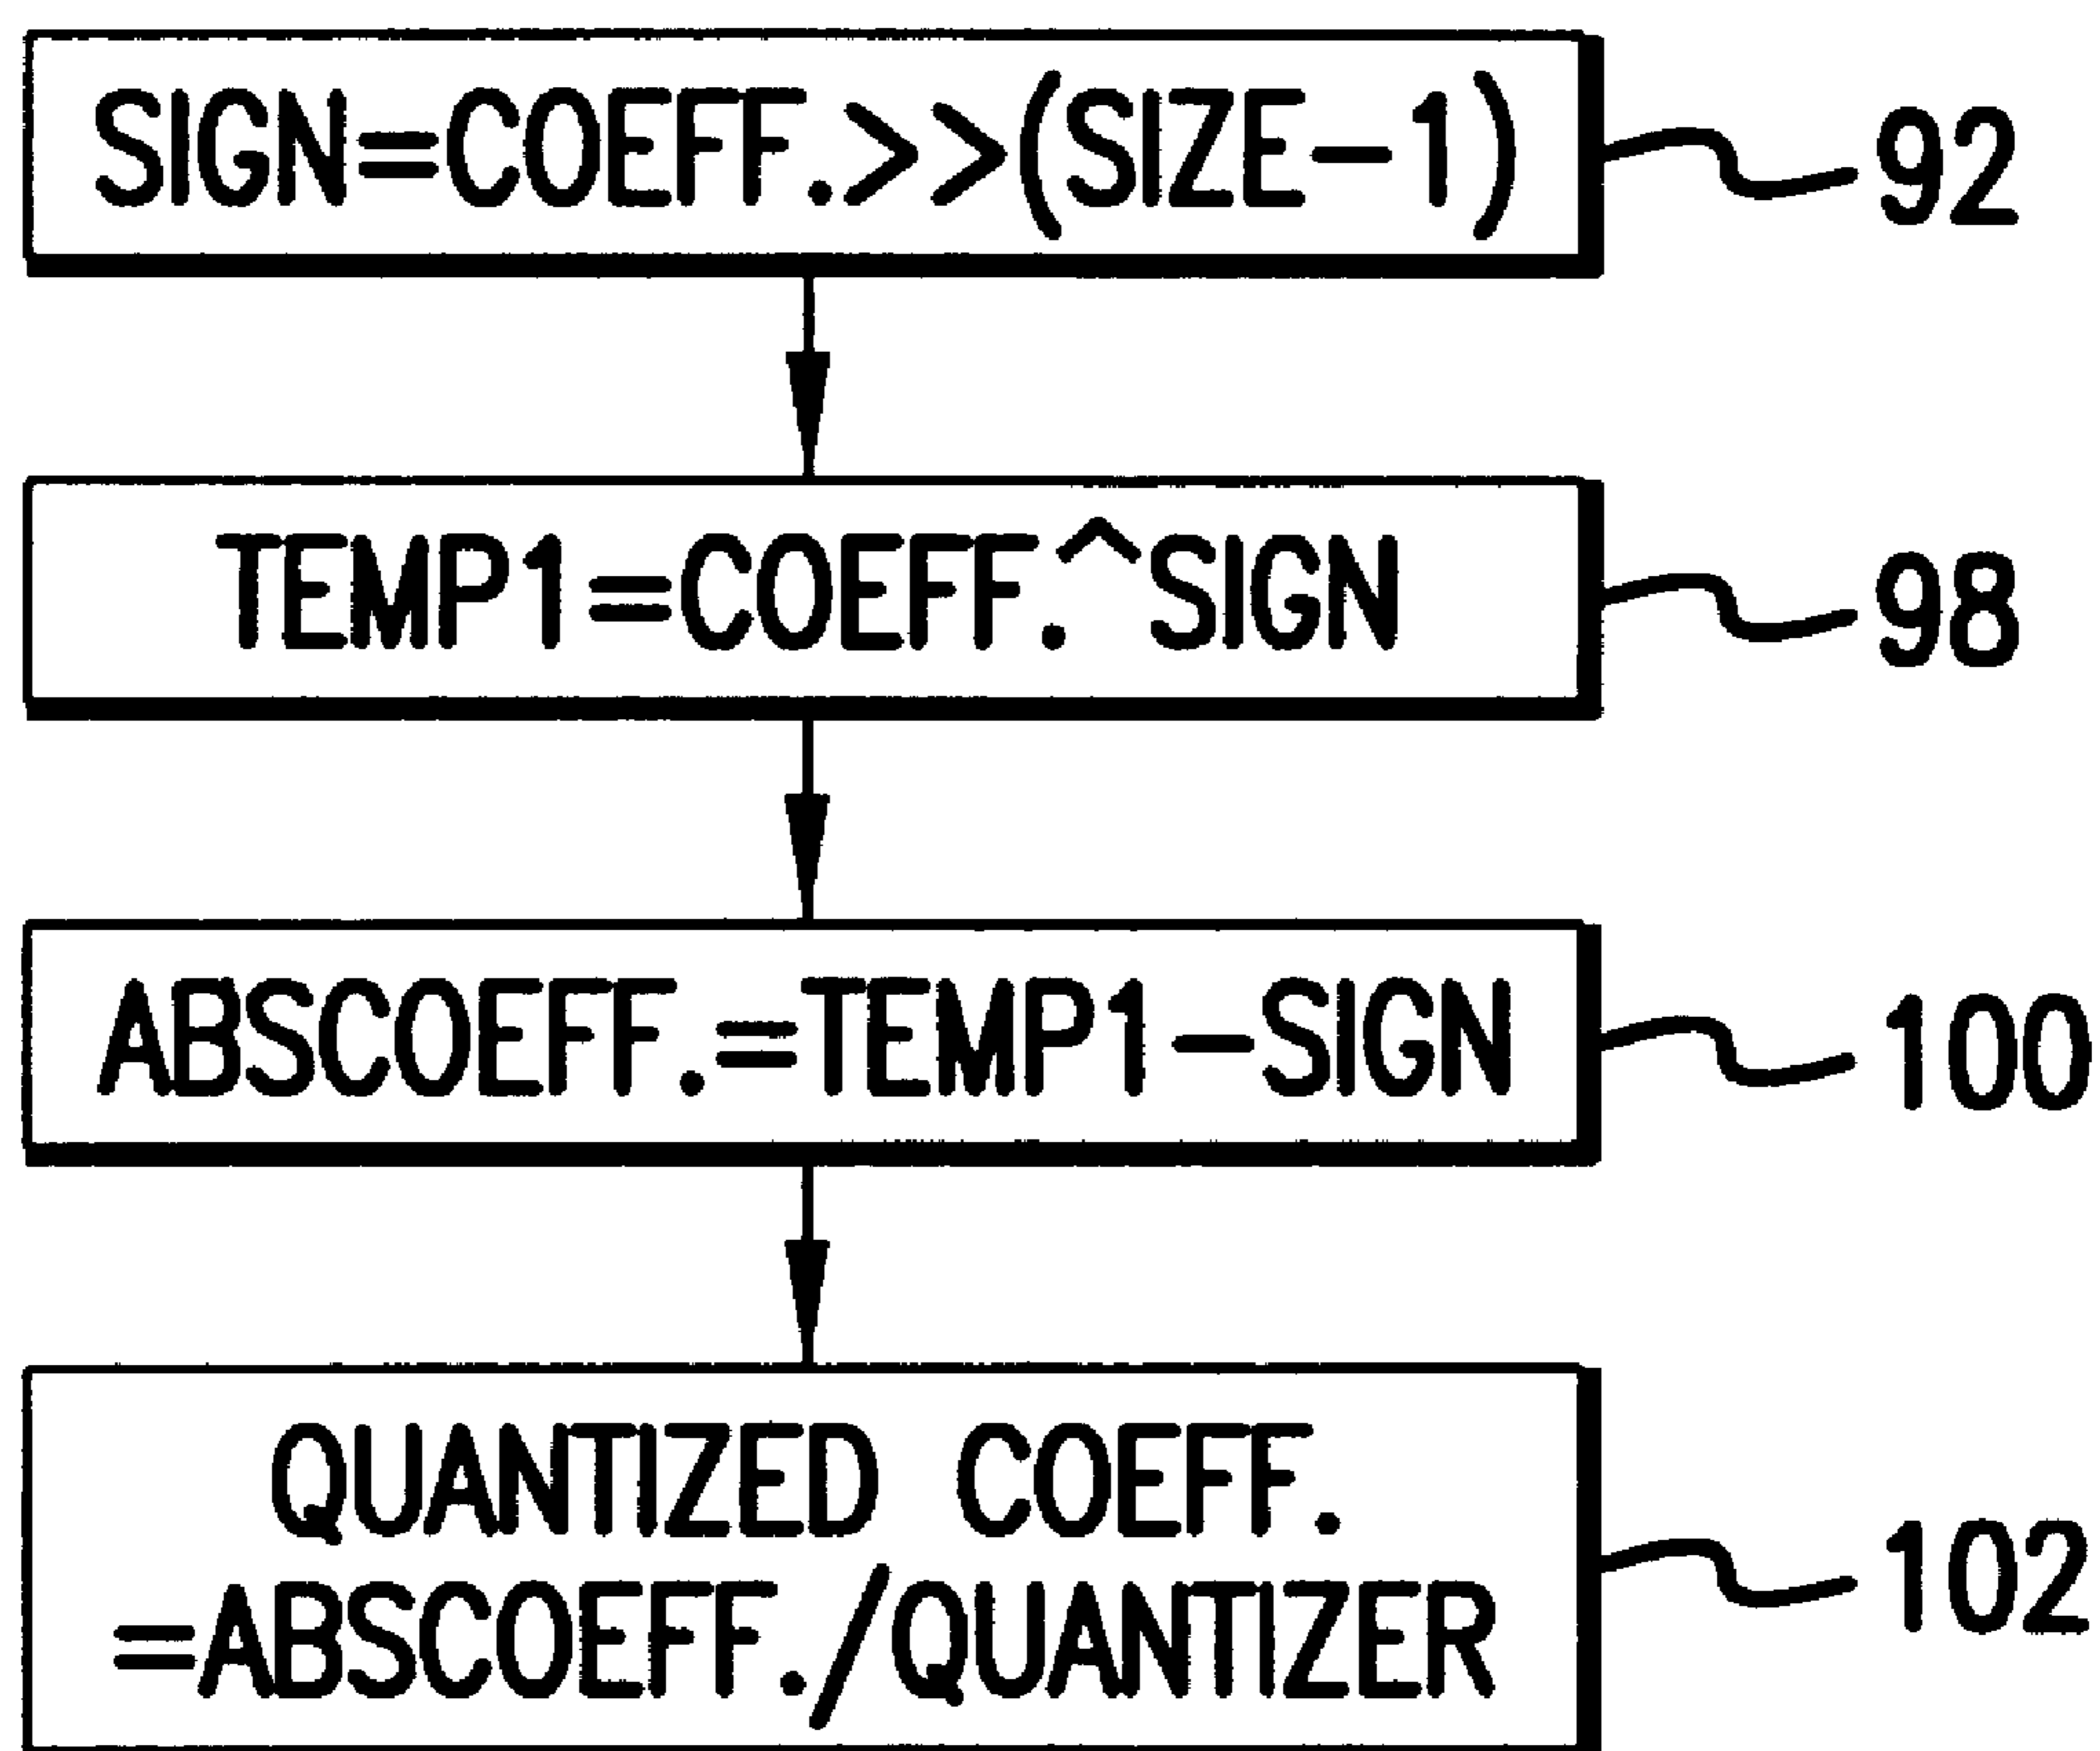 SIGN=COEFF.>>(SIZE-1)
92
TEMP1=COEFF.^SIGN
98
ABSCOEFF.=TEMP1-SIGN
100
QUANTIZED COEFF.
=ABSCOEFF./QUANTIZER
102